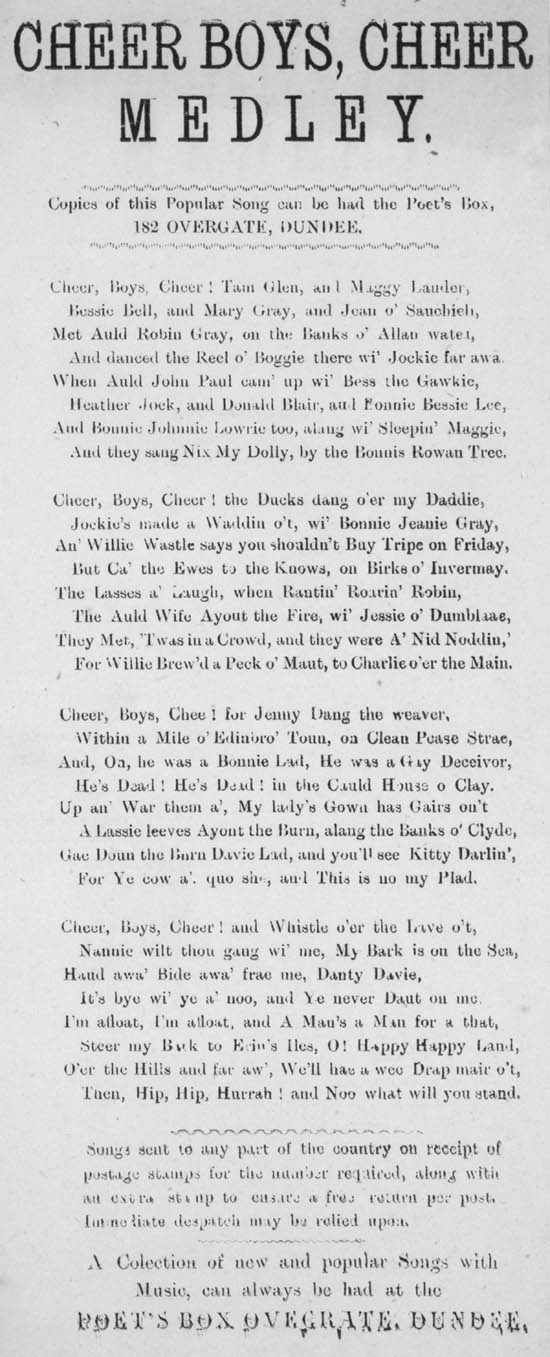 CHEER BOYS, CHEER
MEDLEY.
Copies of this Popular Song can be had the Poet's Box,
182 OVERGATE, DUNDEE.
Cheer, Boys, Cheer! Tam Glen, and Maggy Lauder,
Bessie Bell, and Mary Gray, and Jean o' Sauchieh,
Met Auld Robin Gray, on the Banks o' Allan water,
And danced the Reel o' Boggie there wi' Jockie far awa.
When Auld John Paul cam' up wi' Bess the Gawkie,
Heather Jock, and Donald Blair, and Bonnie Bessie Lee,
And Bonnie Johnnie Lowrie too, alang wi' Sleepin' Maggie,
And they sang Nix My Dolly, by the Bonnis Rowan Tree.
Cheer, Boys, Cheer! the Ducks dang o'er my Daddie,
Jockie's made a Waddin o't, wi' Bonnie Jeanie Gray,
An' Willie Wastle says you shouldn't Buy Tripe on Friday,
But Ca' the Ewes to the Knows, on Birks o' Invermay.
The Lasses a' Laugh, when Rantin' Roarin' Robin,
The Auld Wife Ayout the Fire, wi' Jessie o' Dumblaae,
They Met, 'Twas in a Crowd, and they were A' Nid Noddin,'
For Willie Brew'd a Peck o' Maut, to Charlie o'er the Main.
Cheer, Boys, Chee! for Jenny Dang the weaver,
Within a Mile o' Edinbro' Toun, on Clean Pease Strae,
And, On, he was a Bonnie Lad, He was a Gay Deceivor,
He's Dead! He's Dead! in the Cauld House o Clay.
Up an' War them a', My lady's Gown has Gairs on't
A Lassie leeves Ayont the Burn, alang the Banks o' Clyde,
Gae Doun the Burn Davie Lad, and you'll see Kitty Darlin',
For Ye cow a'. quo she, and This is no my Plad.
Cheer, Boys, Cheer! and Whistle o'er the Lave o't,
Nannie wilt thou gang wi' me, My Bark is on the Sea,
Haud awa' Bide awa' frae me, Danty Davie,
It's bye wi' ye a' noo, and Ye never Daut on me.
I'm afloat, I'm afloat, and A Man's a Man for a that,
Steer my Back to Erin's Iles, O! Happy Happy Land,
O'er the Hills and far aw', We'll hae a wee Drap mair o't,
Then, Hip, Hip, Hurrah! and Noo what will you stand.
Songs sent to any part of the country on receipt of
postage stamps for the number required, along with
an extra stamp to ensure a free return per post.
Immediate despatch may be relied upon.
A Colection of new and popular Songs with
Music, can always be had at the
POET'S BOX OVEGRATE. DUNDEE.